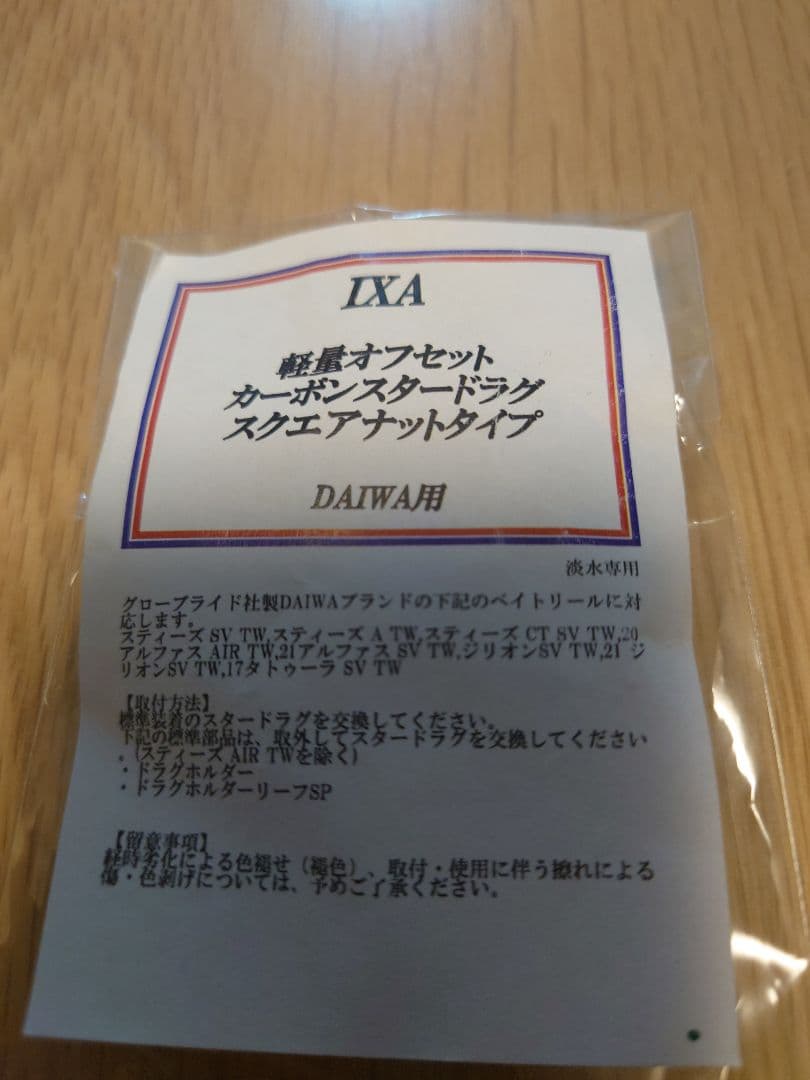 IXA
軽量オフセット
カーボンスタードラグ
スクエアナットタイプ
DAIWA用
淡水専用
グローブライド社製DAIWAブランドの下記のベイトリールに対
応します。
スティーズ SV TW,スティーズ A TW,スティーズ CT SV TW,20
アルファス AIR TW,21アルファス SV TW,ジリオンSV TW,21 ジ
リオンSV TW,17タトゥーラ SV TW
【取付方法】
標準装着のスタードラグを交換してください。
下記の標準部品は、取外してスタードラグを交換してください
。(スティーズ AIR TWを除く)
・ドラグホルダー
・ドラグホルダーリーフSP
【留意事項】
経時劣化による色褪せ（褪色）、取付・使用に伴う擦れによる
傷・色剥げについては、予めご了承ください。